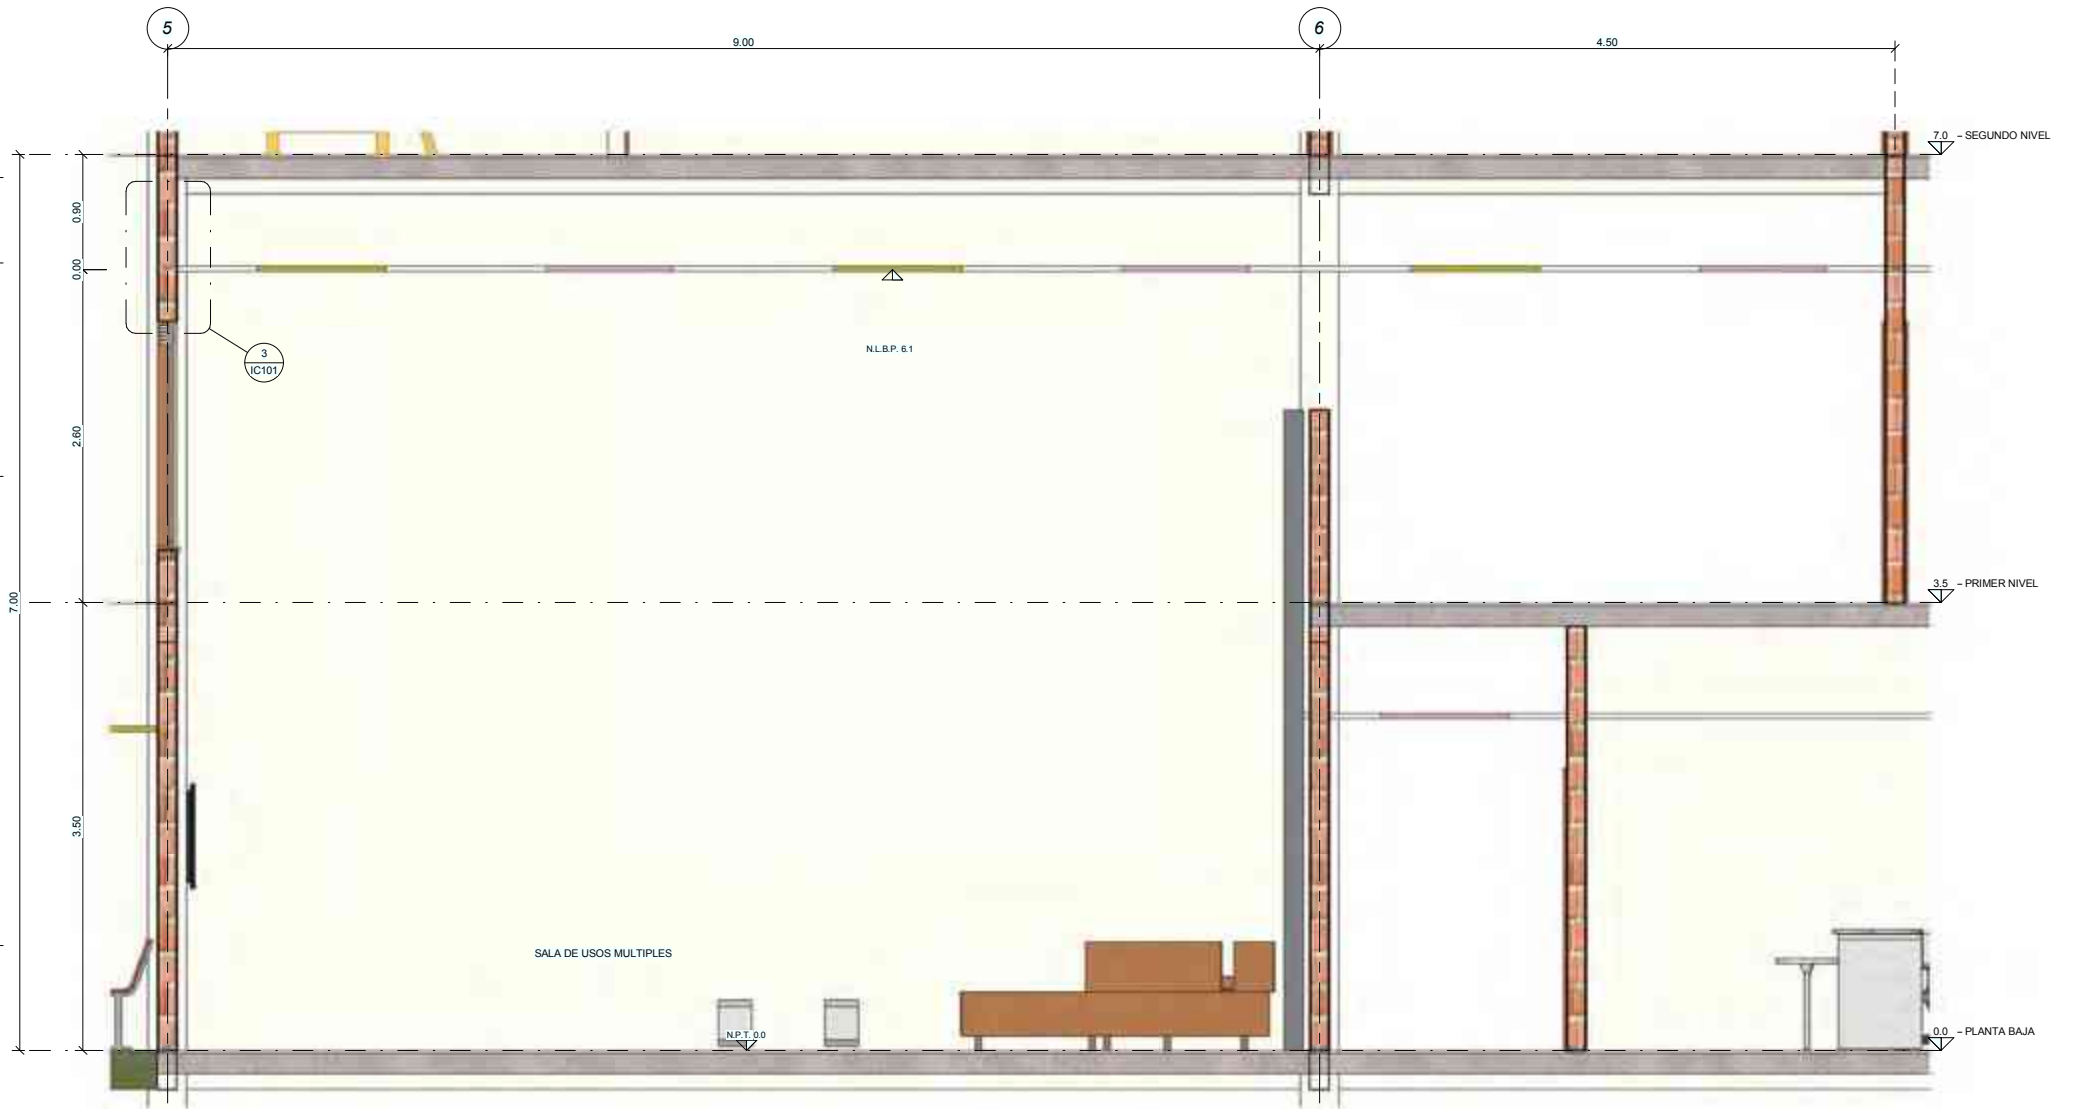 5
6
9.00
4.50
7.0 - SEGUNDO NIVEL
0.90
0.00
3
IC101
N.L.B.P. 6.1
2.60
7.00
3.5 - PRIMER NIVEL
3.50
SALA DE USOS MULTIPLES
N.P.T. 0.0
0.0 - PLANTA BAJA